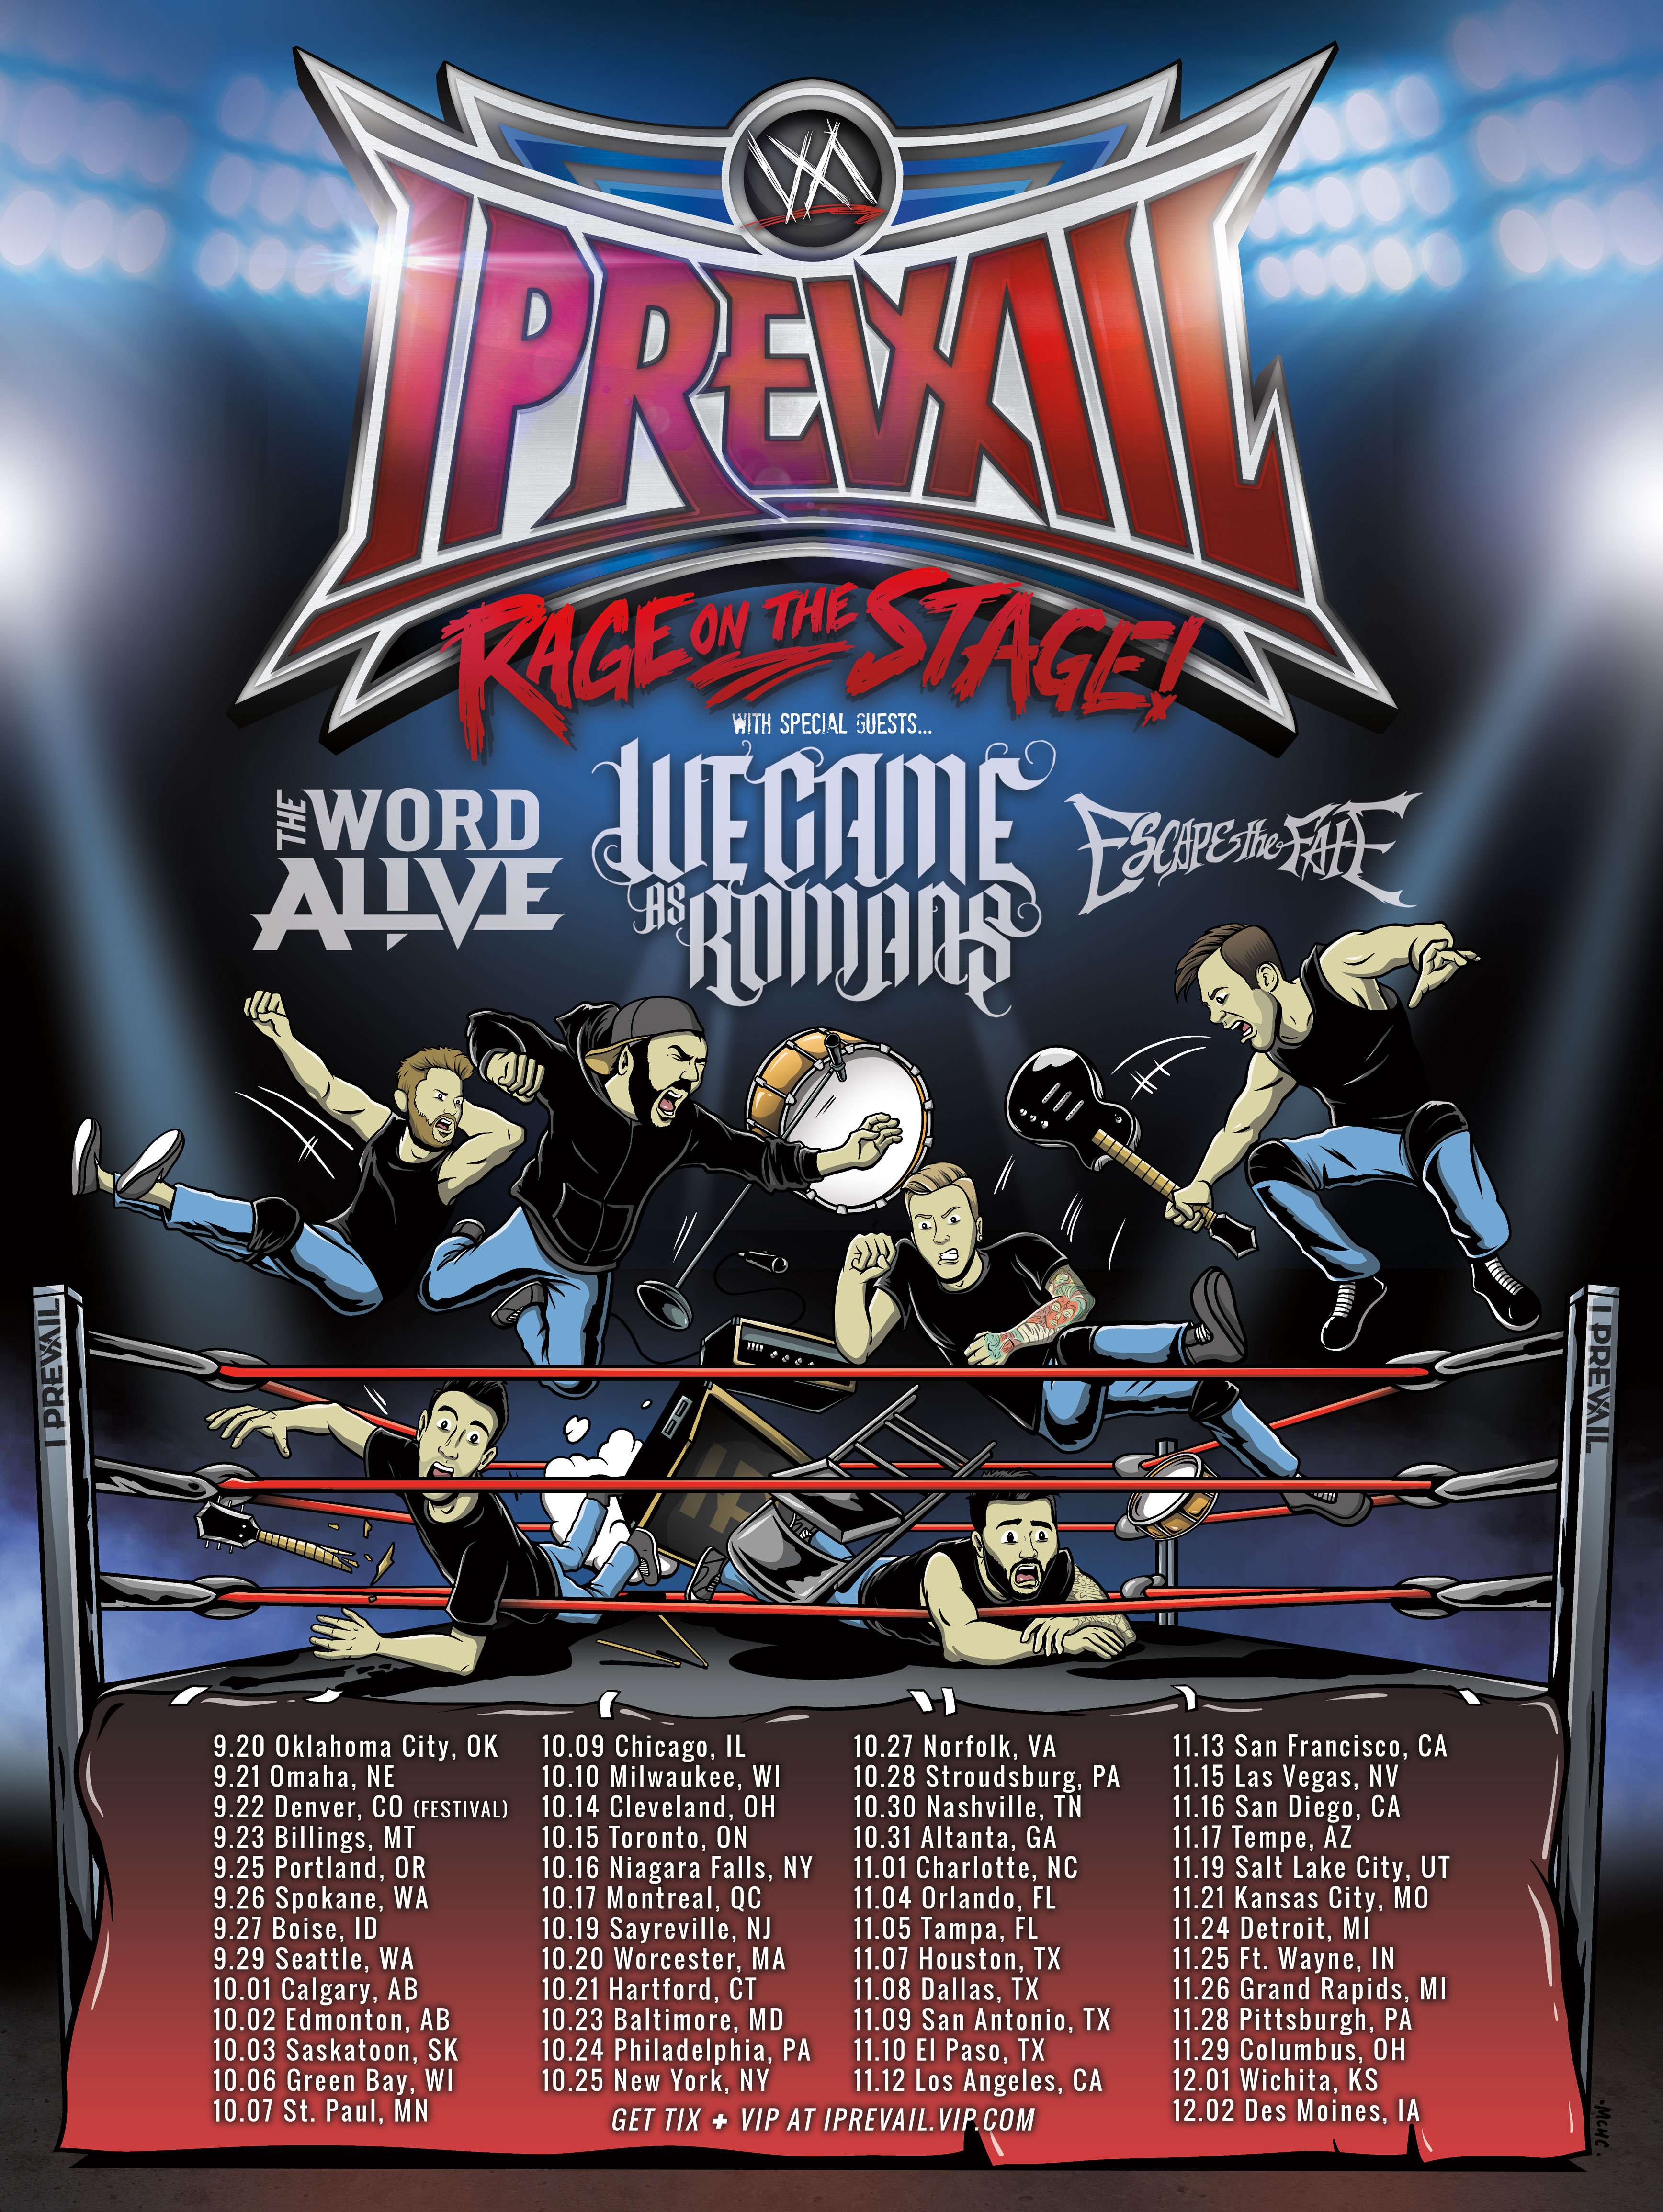 I PREVAIL
RAGE ON THE STAGE!
WITH SPECIAL GUESTS...
THE WORD ALIVE
WE CAME AS ROMANS
ESCAPE the FATE
I PREVAIL
I PREVAIL
9.20 Oklahoma City, OK
9.21 Omaha, NE
9.22 Denver, CO (FESTIVAL)
9.23 Billings, MT
9.25 Portland, OR
9.26 Spokane, WA
9.27 Boise, ID
9.29 Seattle, WA
10.01 Calgary, AB
10.02 Edmonton, AB
10.03 Saskatoon, SK
10.06 Green Bay, WI
10.07 St. Paul, MN
10.09 Chicago, IL
10.10 Milwaukee, WI
10.14 Cleveland, OH
10.15 Toronto, ON
10.16 Niagara Falls, NY
10.17 Montreal, QC
10.19 Sayreville, NJ
10.20 Worcester, MA
10.21 Hartford, CT
10.23 Baltimore, MD
10.24 Philadelphia, PA
10.25 New York, NY
10.27 Norfolk, VA
10.28 Stroudsburg, PA
10.30 Nashville, TN
10.31 Altanta, GA
11.01 Charlotte, NC
11.04 Orlando, FL
11.05 Tampa, FL
11.07 Houston, TX
11.08 Dallas, TX
11.09 San Antonio, TX
11.10 El Paso, TX
11.12 Los Angeles, CA
11.13 San Francisco, CA
11.15 Las Vegas, NV
11.16 San Diego, CA
11.17 Tempe, AZ
11.19 Salt Lake City, UT
11.21 Kansas City, MO
11.24 Detroit, MI
11.25 Ft. Wayne, IN
11.26 Grand Rapids, MI
11.28 Pittsburgh, PA
11.29 Columbus, OH
12.01 Wichita, KS
12.02 Des Moines, IA
GET TIX + VIP AT IPREVAIL.VIP.COM